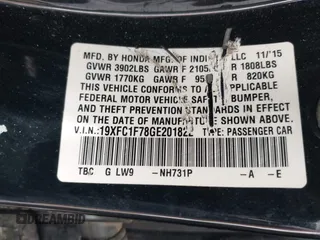 MFD. BY HONDA MFG. OF INDI LLC 11/15
GVWR 3902LBS GAWR F 2105 R 1808LBS
GVWR 1770KG GAWR F 95 R 820KG
THIS VEHICLE CONFORMS TO ALL APPLICABLE
FEDERAL MOTOR VEHICLE SAFETY, BUMPER,
AND THEFT PREVENTION STANDARDS IN EFFECT
ON THE DATE OF MANUFACTURE SHOWN ABOVE.
V.I.N.: 19XFC1F78GE20182 TYPE: PASSENGER CAR
TBC G LW9 -NH731P -A -E
© GLOBALBID